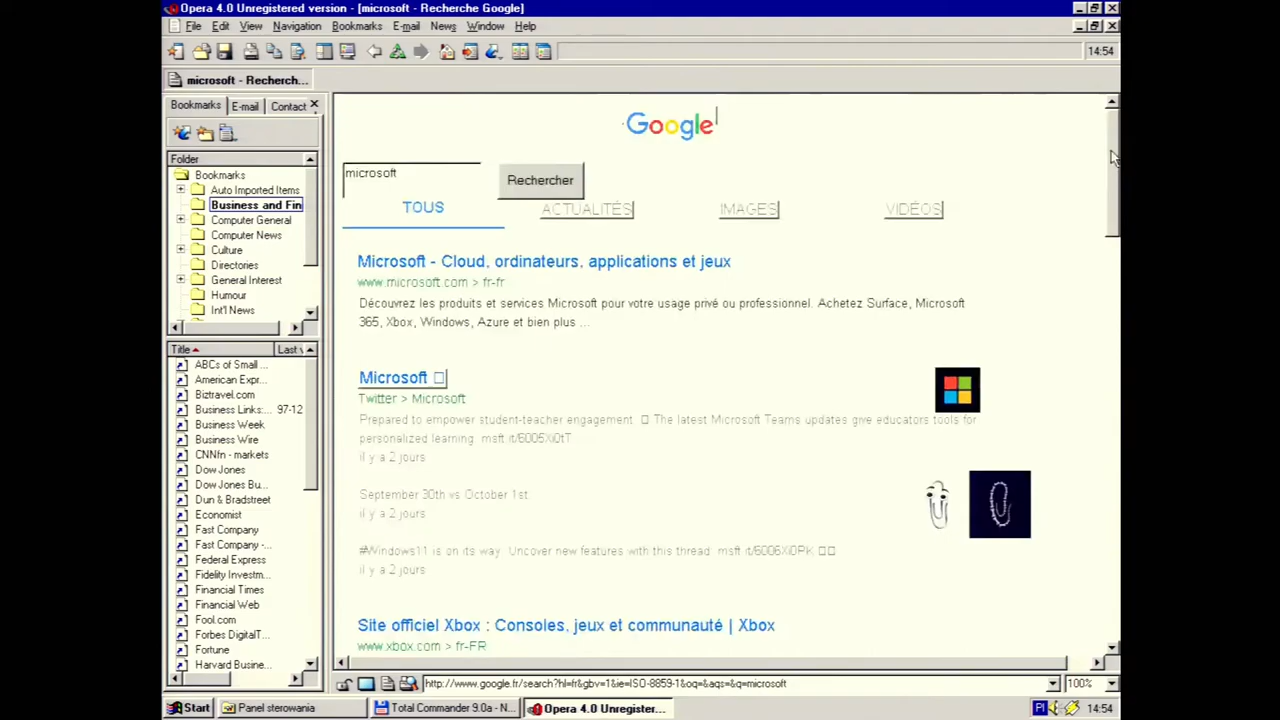 Opera 4.0 Unregistered version - [microsoft - Recherche Google]
File Edit View Navigation Bookmarks E-mail News Window Help
14:54
microsoft - Recherch...
Bookmarks E-mail Contact
Folder
Bookmarks
Auto Imported Items
Business and Fin
Computer General
Computer News
Culture
Directories
General Interest
Humour
Int'l News
Title Last v
ABCs of Small ...
American Expr...
Biztravel.com
Business Links:... 97-12
Business Week
Business Wire
CNNfn - markets
Dow Jones
Dow Jones Bu...
Dun & Bradstreet
Economist
Fast Company
Fast Company -...
Federal Express
Fidelity Investm...
Financial Times
Financial Web
Fool.com
Forbes DigitalT...
Fortune
Harvard Busine...
Google
microsoft Rechercher
TOUS ACTUALITÉS IMAGES VIDÉOS
Microsoft - Cloud, ordinateurs, applications et jeux
www.microsoft.com > fr-fr
Découvrez les produits et services Microsoft pour votre usage privé ou professionnel. Achetez Surface, Microsoft
365, Xbox, Windows, Azure et bien plus ...
Microsoft
Twitter > Microsoft
Prepared to empower student-teacher engagement. The latest Microsoft Teams updates give educators tools for
personalized learning. msft.it/6005Xi0tT
il y a 2 jours
September 30th vs October 1st:
il y a 2 jours
#Windows11 is on its way. Uncover new features with this thread. msft.it/6006Xi0PK
il y a 2 jours
Site officiel Xbox : Consoles, jeux et communauté | Xbox
www.xbox.com > fr-FR
http://www.google.fr/search?hl=fr&gbv=1&ie=ISO-8859-1&oq=&aqs=&q=microsoft 100%
Start Panel sterowania Total Commander 9.0a - N... Opera 4.0 Unregister... Pl 14:54